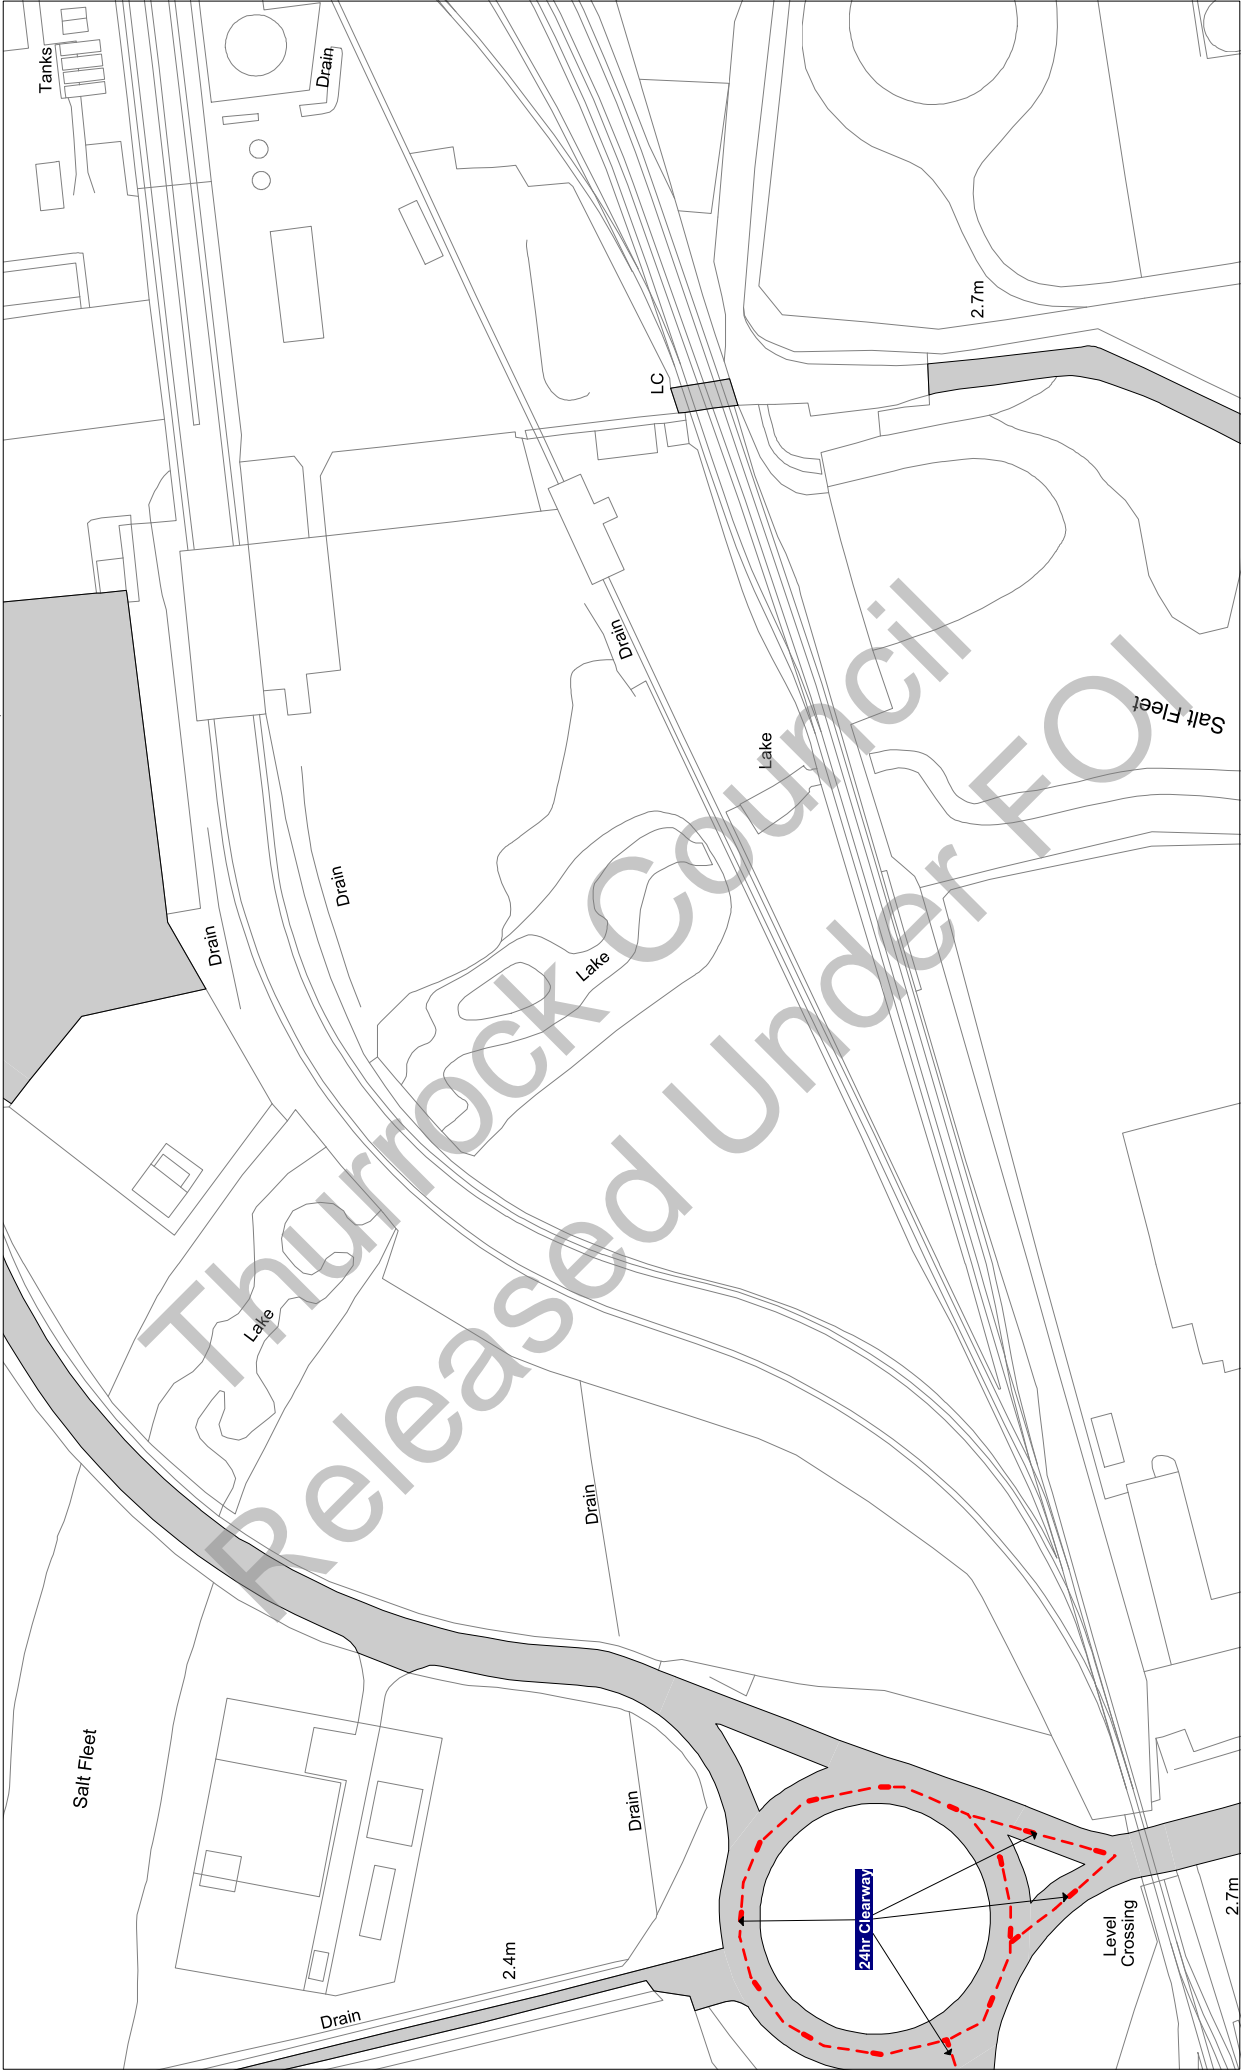 Tanks
Drain
2.7m
LC
Drain
Salt Fleet
Lake
Drain
Drain
Lake
Thurrock Council
Released Under FOI
Lake
Drain
Salt Fleet
Drain
24hr Clearway
2.7m
Level
Crossing
2.4m
Drain